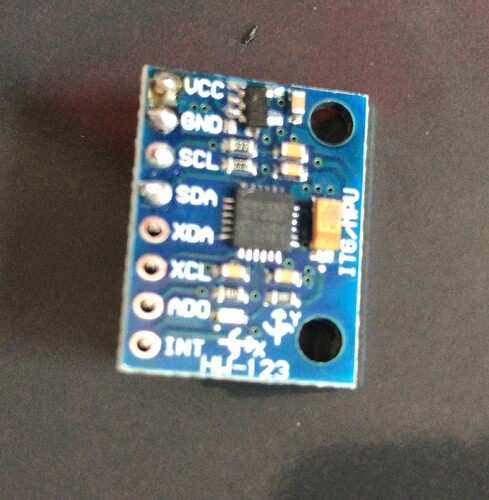 VCC
GND
SCL
SDA
XDA
XCL
ADO
INT
ITG/MPU
Y
X
HW-123